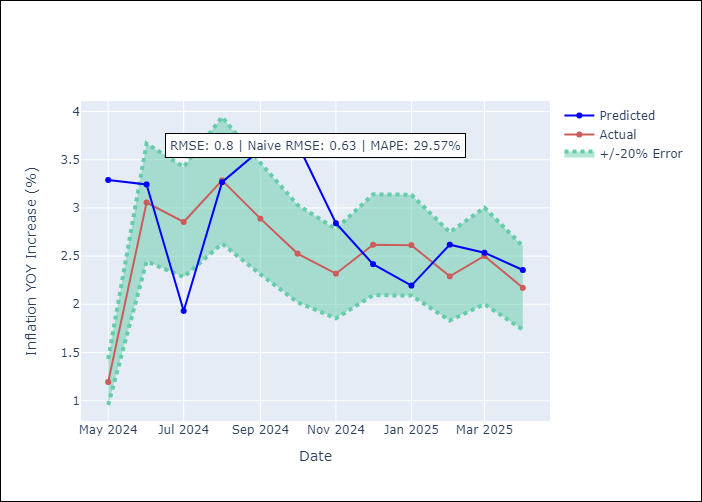 RMSE: 0.8 | Naive RMSE: 0.63 | MAPE: 29.57%
Predicted
Actual
+/-20% Error
Inflation YOY Increase (%)
4
3.5
3
2.5
2
1.5
1
May 2024
Jul 2024
Sep 2024
Nov 2024
Jan 2025
Mar 2025
Date